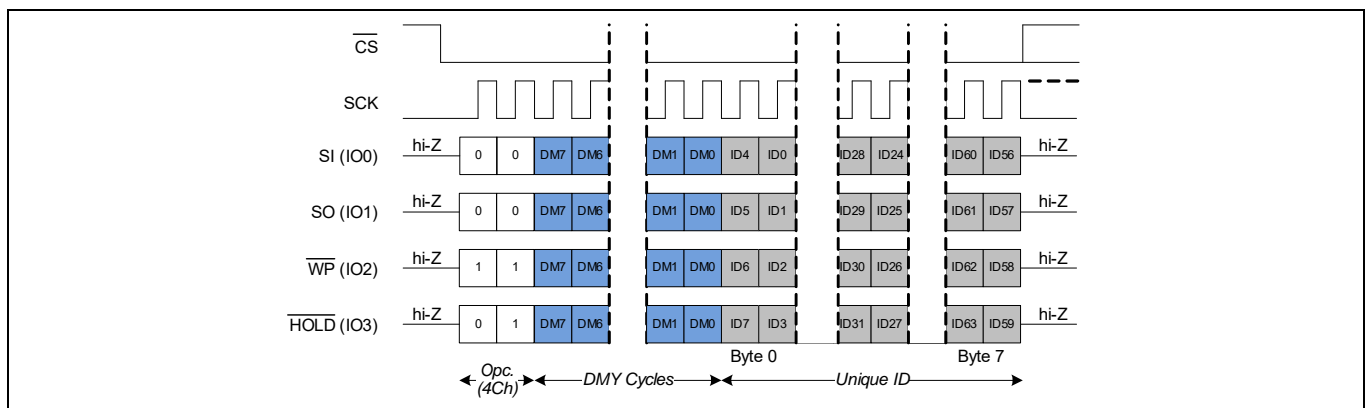 CS
SCK
SI (IO0) hi-Z 0 0 DM7 DM6 DM1 DM0 ID4 ID0 ID28 ID24 ID60 ID56 hi-Z
SO (IO1) hi-Z 0 0 DM7 DM6 DM1 DM0 ID5 ID1 ID29 ID25 ID61 ID57 hi-Z
WP (IO2) hi-Z 1 1 DM7 DM6 DM1 DM0 ID6 ID2 ID30 ID26 ID62 ID58 hi-Z
HOLD (IO3) hi-Z 0 1 DM7 DM6 DM1 DM0 ID7 ID3 ID31 ID27 ID63 ID59 hi-Z
Byte 0 Byte 7
Opc. (4Ch) DMY Cycles Unique ID